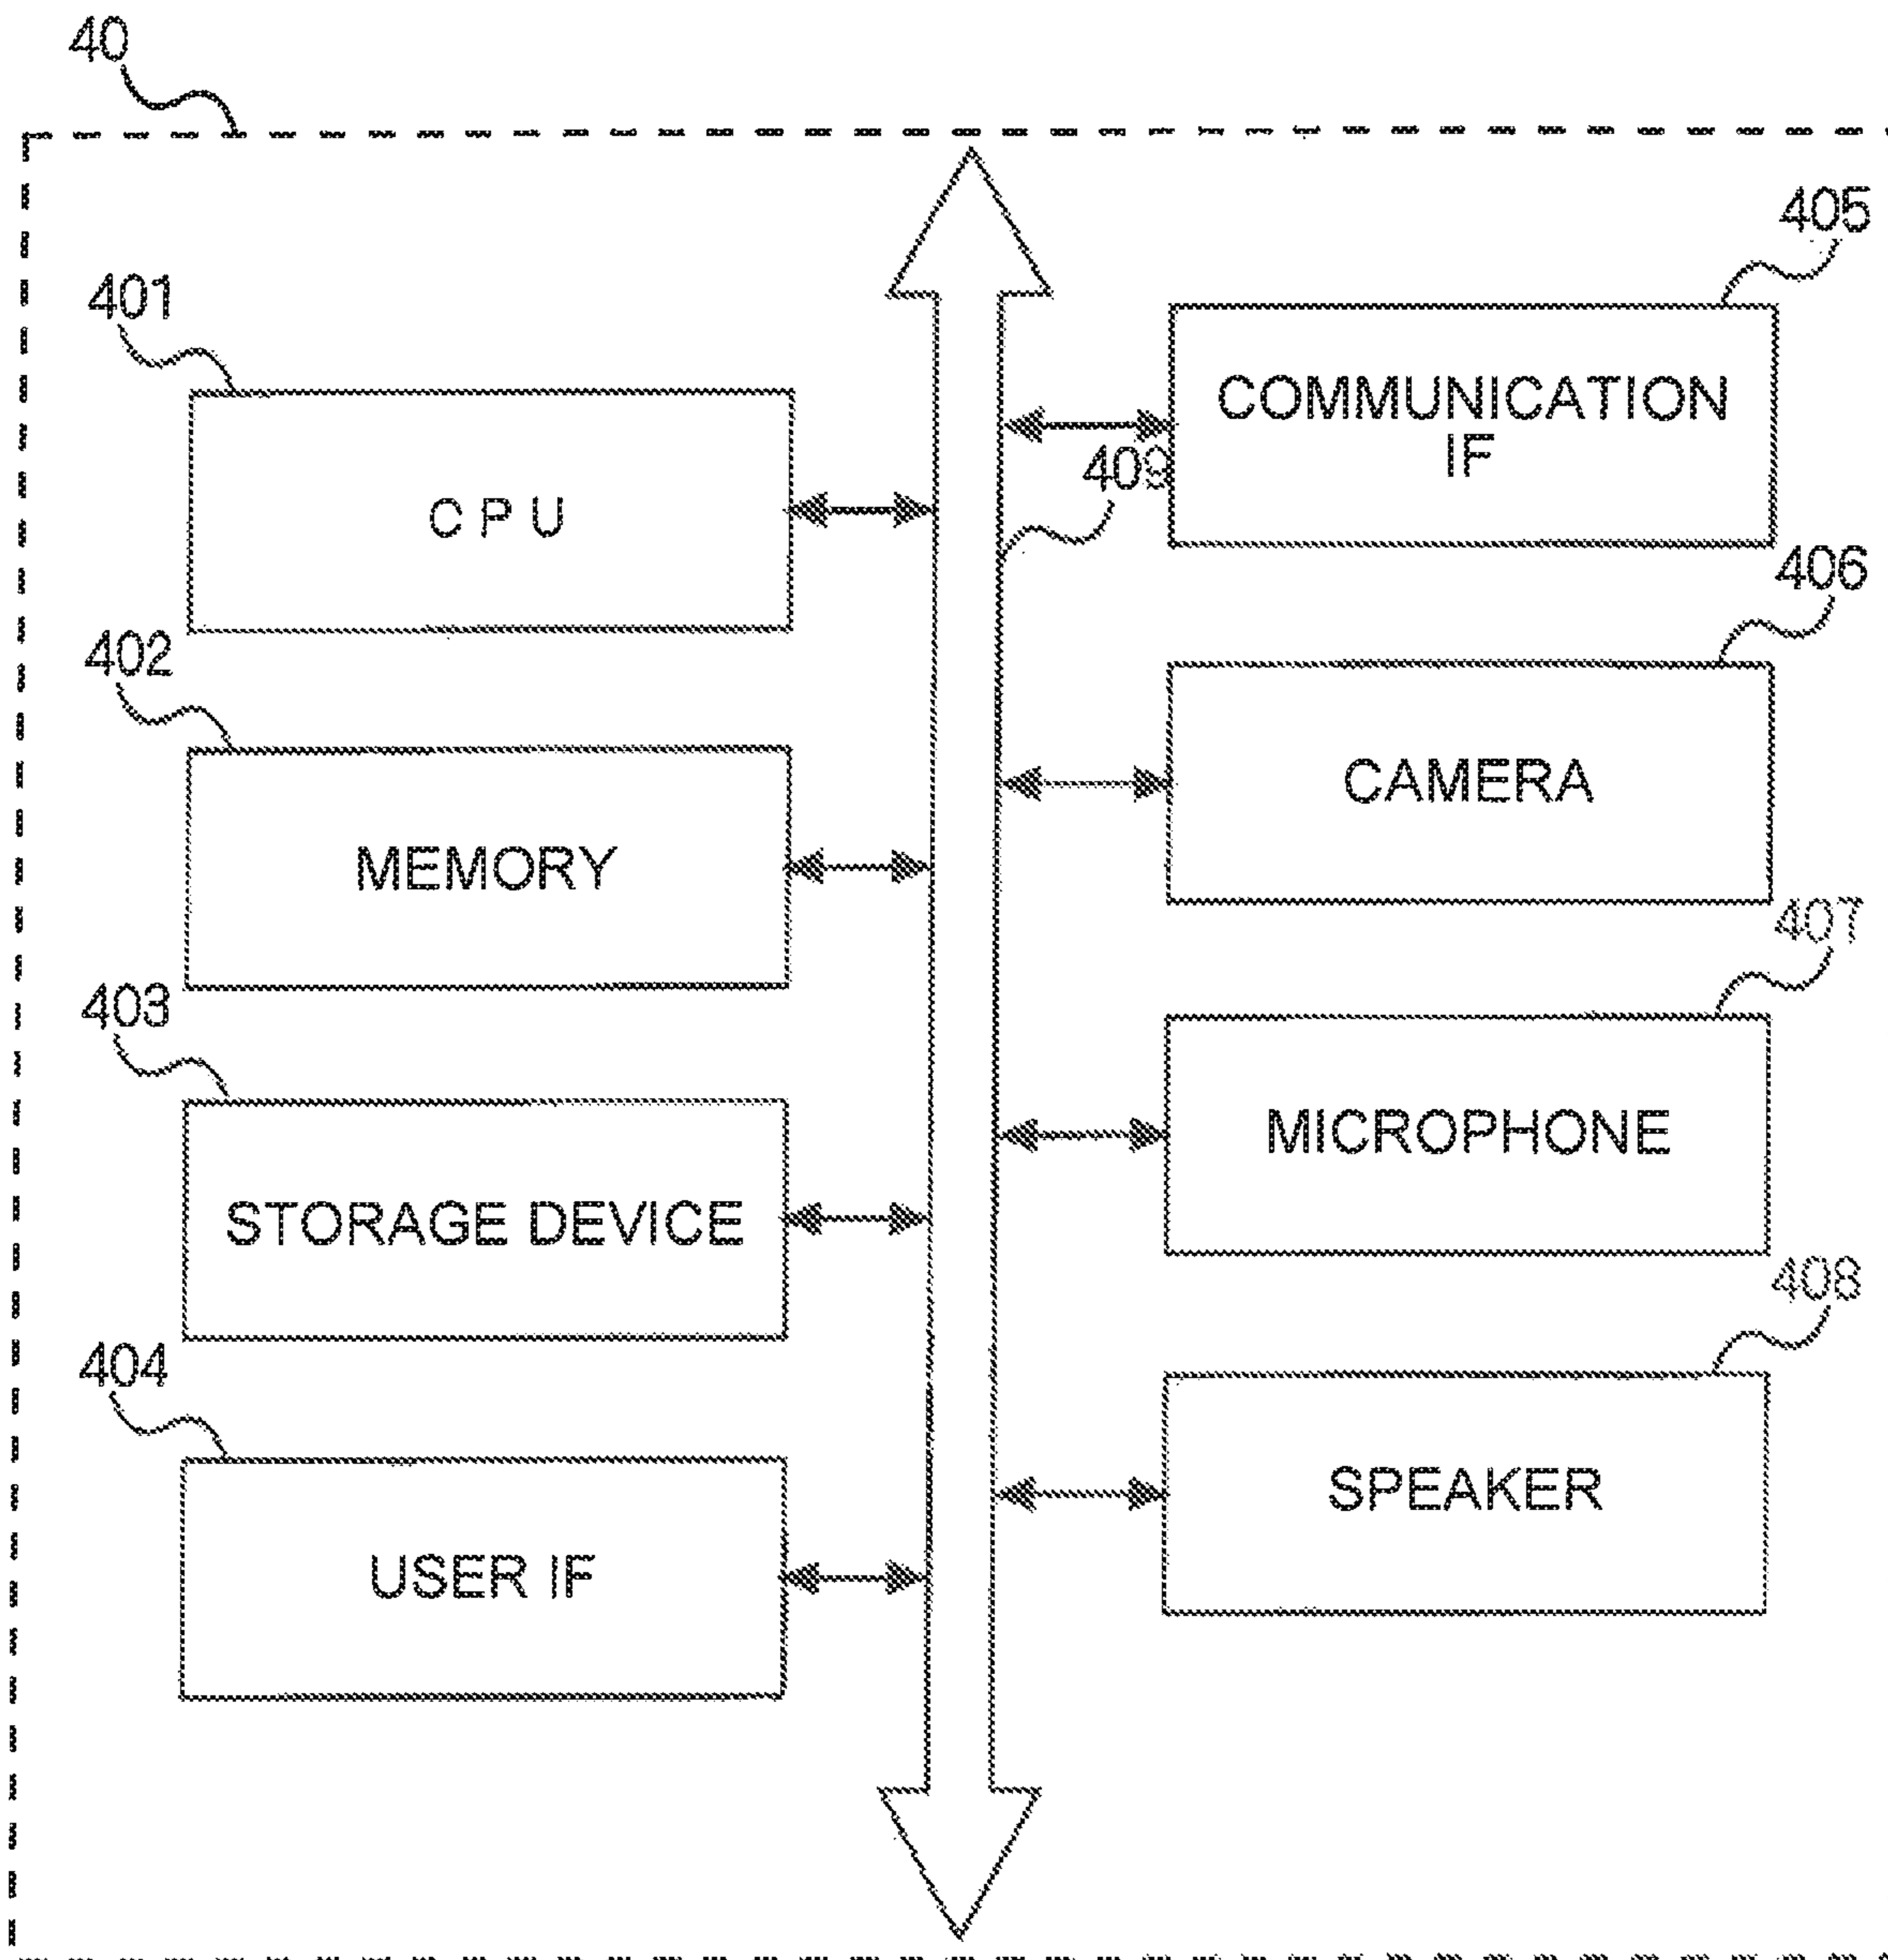 40
401
C P U
402
MEMORY
403
STORAGE DEVICE
404
USER IF
405
COMMUNICATION
IF
409
406
CAMERA
407
MICROPHONE
408
SPEAKER